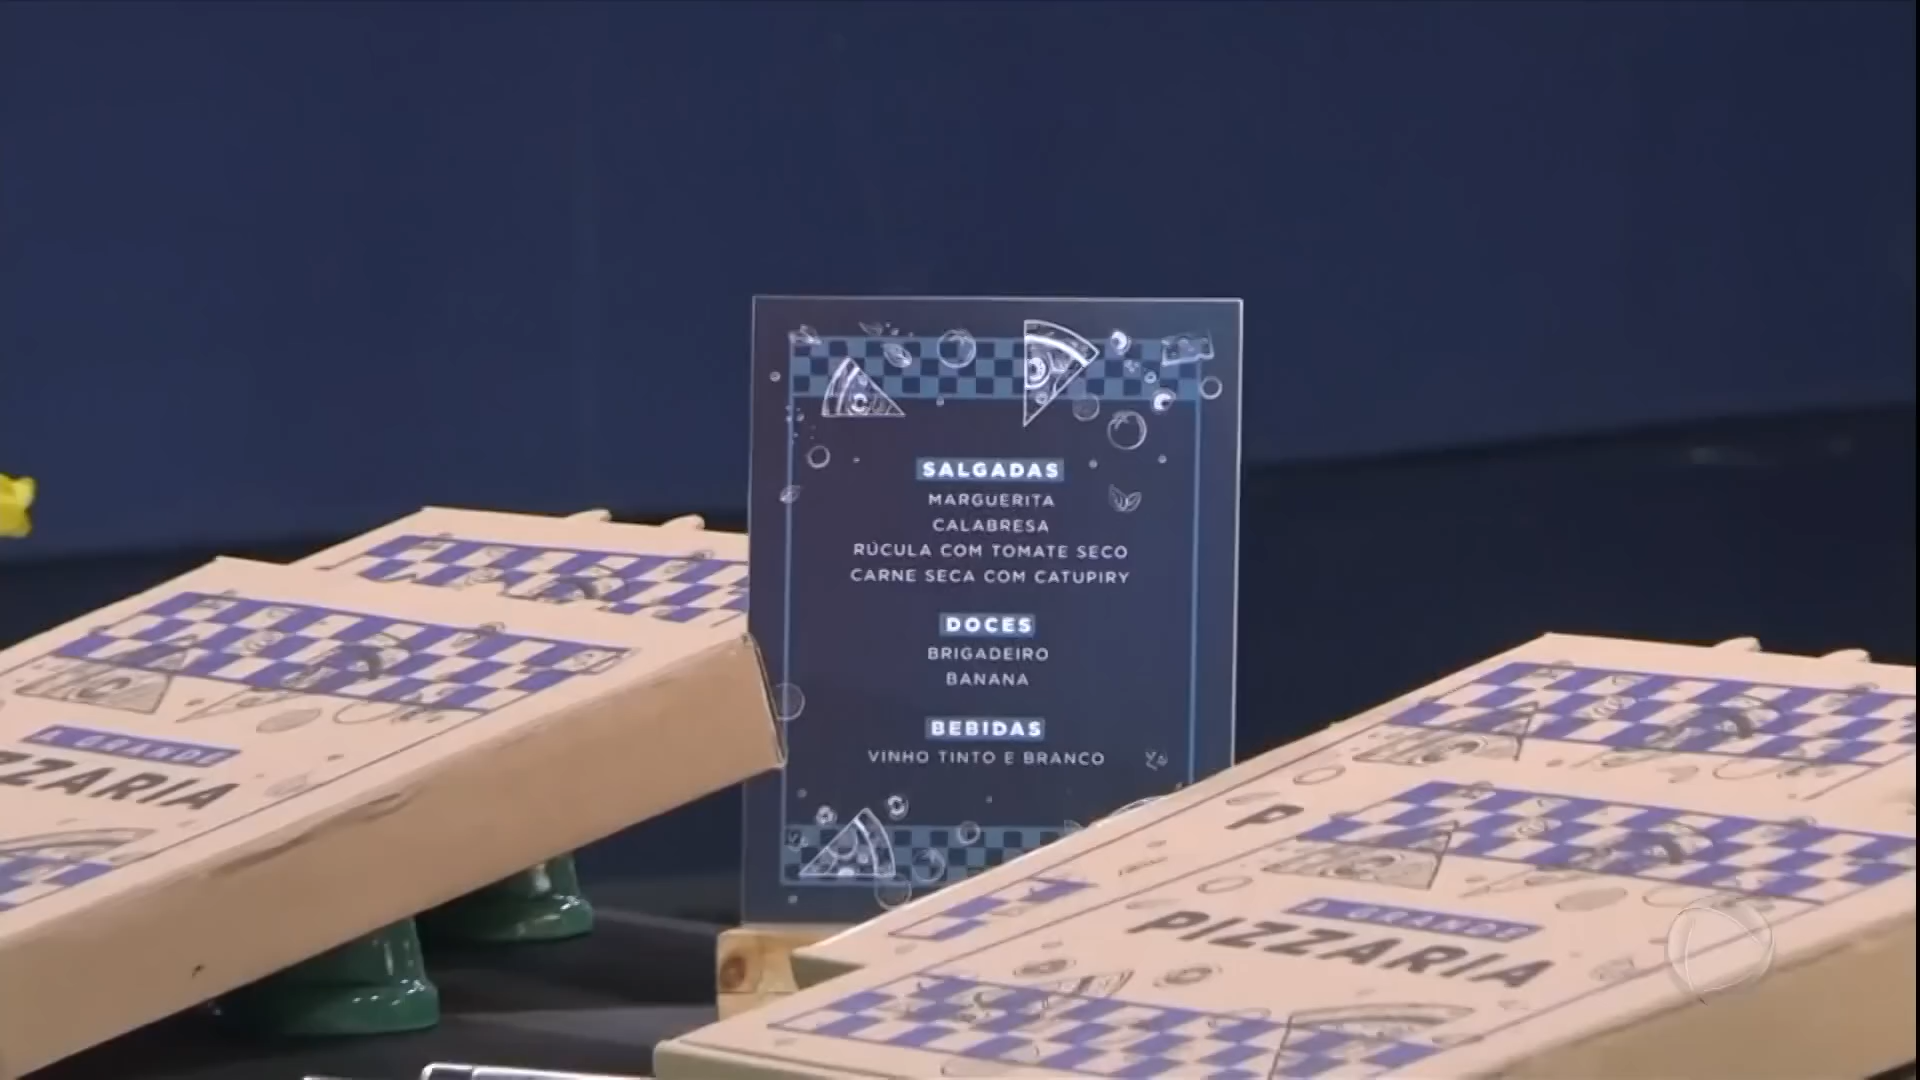 SALGADAS
MARGUERITA
CALABRESA
RÚCULA COM TOMATE SECO
CARNE SECA COM CATUPIRY
DOCES
BRIGADEIRO
BANANA
BEBIDAS
VINHO TINTO E BRANCO
A GRANDE
ZZARIA
P
A GRANDE
PIZZARIA